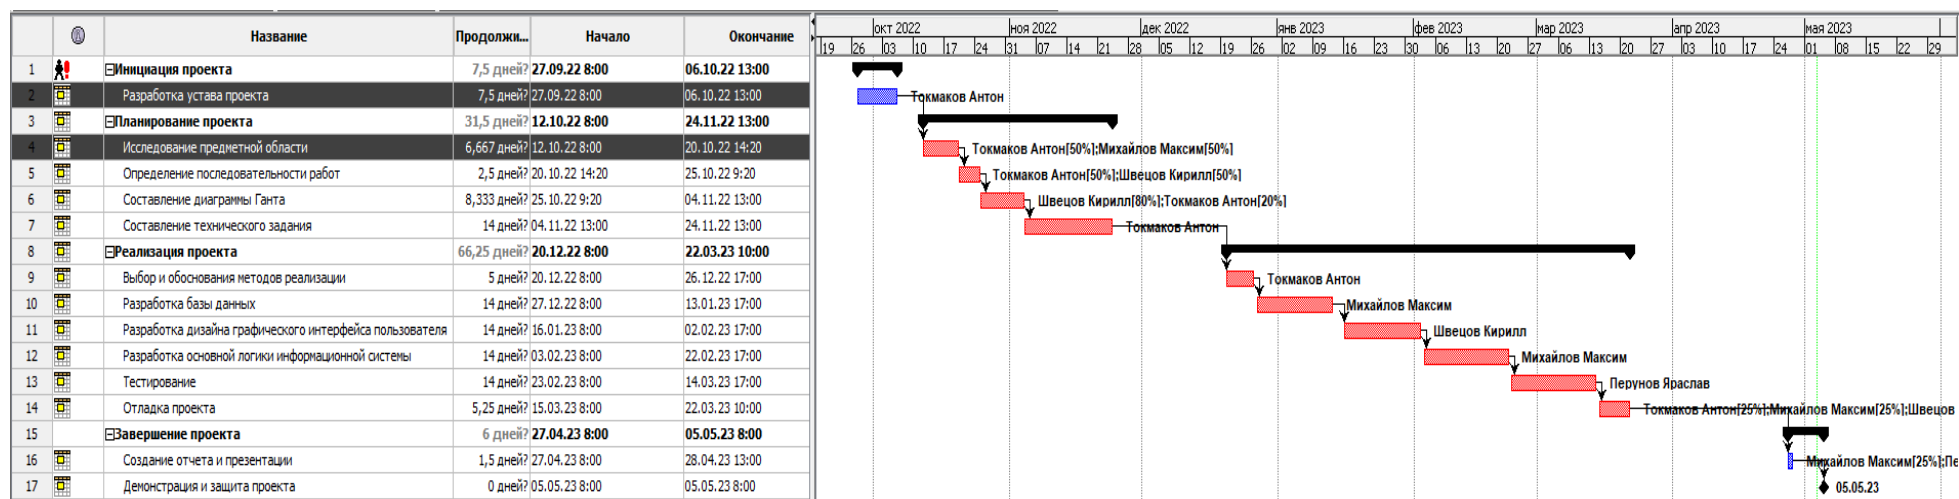 окт 2022 ноя 2022 дек 2022 янв 2023 фев 2023 мар 2023 апр 2023 мая 2023
Название Продолжи... Начало Окончание
19 26 03 10 17 24 31 07 14 21 28 05 12 19 26 02 09 16 23 30 06 13 20 27 06 13 20 27 03 10 17 24 01 08 15 22 29
1 Инициация проекта 7,5 дней? 27.09.22 8:00 06.10.22 13:00
2 Разработка устава проекта 7,5 дней? 27.09.22 8:00 06.10.22 13:00 Токмаков Антон
3 Планирование проекта 31,5 дней? 12.10.22 8:00 24.11.22 13:00
4 Исследование предметной области 6,667 дней? 12.10.22 8:00 20.10.22 14:20 Токмаков Антон[50%];Михайлов Максим[50%]
5 Определение последовательности работ 2,5 дней? 20.10.22 14:20 25.10.22 9:20 Токмаков Антон[50%];Швецов Кирилл[50%]
6 Составление диаграммы Ганта 8,333 дней? 25.10.22 9:20 04.11.22 13:00 Швецов Кирилл[80%];Токмаков Антон[20%]
7 Составление технического задания 14 дней? 04.11.22 13:00 24.11.22 13:00 Токмаков Антон
8 Реализация проекта 66,25 дней? 20.12.22 8:00 22.03.23 10:00
9 Выбор и обоснования методов реализации 5 дней? 20.12.22 8:00 26.12.22 17:00 Токмаков Антон
10 Разработка базы данных 14 дней? 27.12.22 8:00 13.01.23 17:00 Михайлов Максим
11 Разработка дизайна графического интерфейса пользователя 14 дней? 16.01.23 8:00 02.02.23 17:00 Швецов Кирилл
12 Разработка основной логики информационной системы 14 дней? 03.02.23 8:00 22.02.23 17:00 Михайлов Максим
13 Тестирование 14 дней? 23.02.23 8:00 14.03.23 17:00 Перунов Яраслав
14 Отладка проекта 5,25 дней? 15.03.23 8:00 22.03.23 10:00 Токмаков Антон[25%];Михайлов Максим[25%];Швецов
15 Завершение проекта 6 дней? 27.04.23 8:00 05.05.23 8:00
16 Создание отчета и презентации 1,5 дней? 27.04.23 8:00 28.04.23 13:00 Михайлов Максим[25%];Пе
17 Демонстрация и защита проекта 0 дней? 05.05.23 8:00 05.05.23 8:00 05.05.23